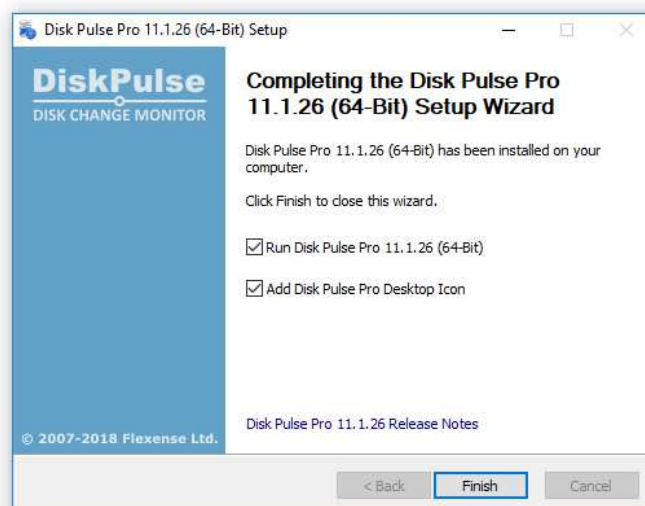 Disk Pulse Pro 11.1.26 (64-Bit) Setup
DiskPulse
DISK CHANGE MONITOR
Completing the Disk Pulse Pro
11.1.26 (64-Bit) Setup Wizard
Disk Pulse Pro 11.1.26 (64-Bit) has been installed on your
computer.
Click Finish to close this wizard.
Run Disk Pulse Pro 11.1.26 (64-Bit)
Add Disk Pulse Pro Desktop Icon
Disk Pulse Pro 11.1.26 Release Notes
© 2007-2018 Flexense Ltd.
< Back
Finish
Cancel